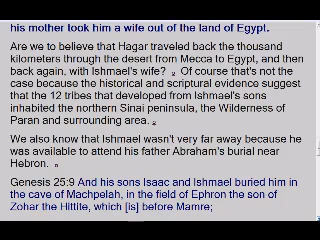 his mother took him a wife out of the land of Egypt.
Are we to believe that Hagar traveled back the thousand
kilometers through the desert from Mecca to Egypt, and then
back again, with Ishmael's wife? 2 Of course that's not the
case because the historical and scriptural evidence suggest
that the 12 tribes that developed from Ishmael's sons
inhabited the northern Sinai peninsula, the Wilderness of
Paran and surrounding area. 2
We also know that Ishmael wasn't very far away because he
was available to attend his father Abraham's burial near
Hebron.
Genesis 25:9 And his sons Isaac and Ishmael buried him in
the cave of Machpelah, in the field of Ephron the son of
Zohar the Hittite, which [is] before Mamre;